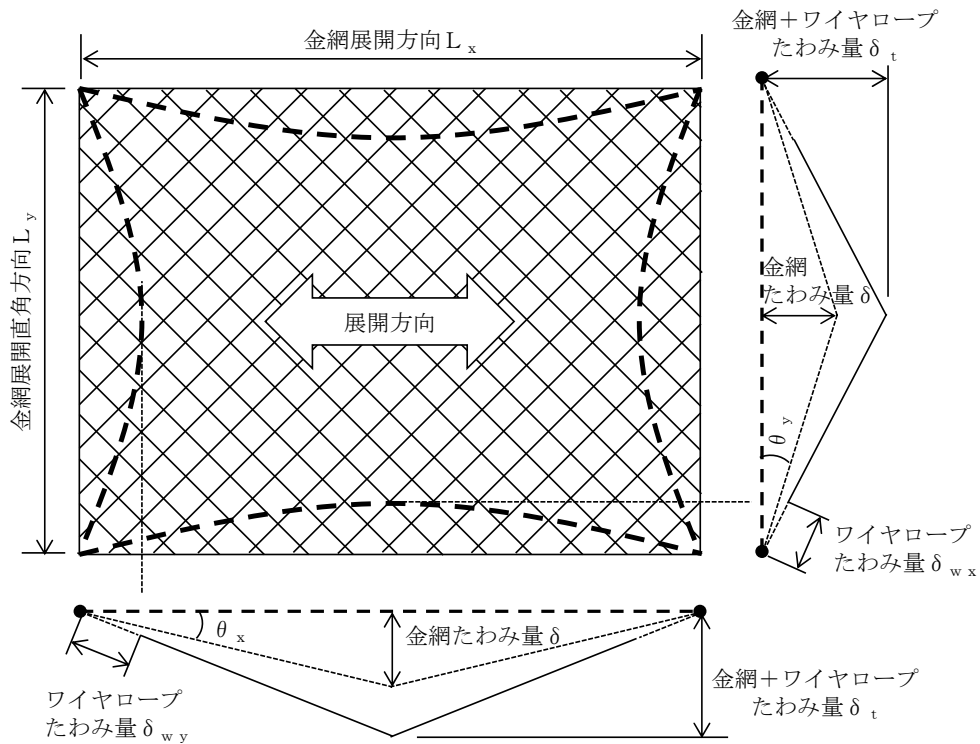 金網展開方向Lx
金網+ワイヤロープ
たわみ量δt
金網展開直角方向Ly
展開方向
金網
たわみ量δ
θy
ワイヤロープ
たわみ量δwx
θx
金網たわみ量δ
ワイヤロープ
たわみ量δwy
金網+ワイヤロープ
たわみ量δt